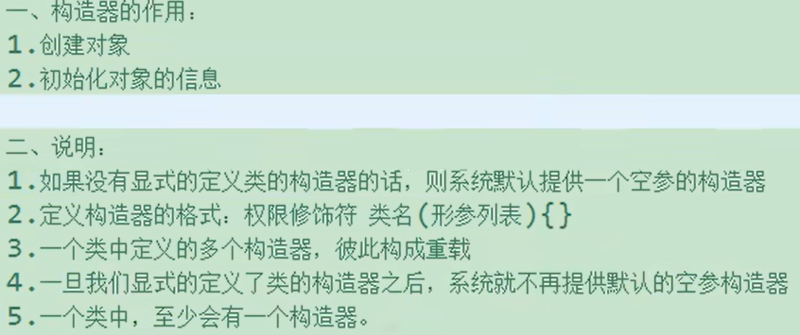 一、构造器的作用:
1.创建对象
2.初始化对象的信息
二、说明:
1.如果没有显式的定义类的构造器的话，则系统默认提供一个空参的构造器
2.定义构造器的格式: 权限修饰符 类名(形参列表){}
3.一个类中定义的多个构造器，彼此构成重载
4.一旦我们显式的定义了类的构造器之后，系统就不再提供默认的空参构造器
5.一个类中，至少会有一个构造器。